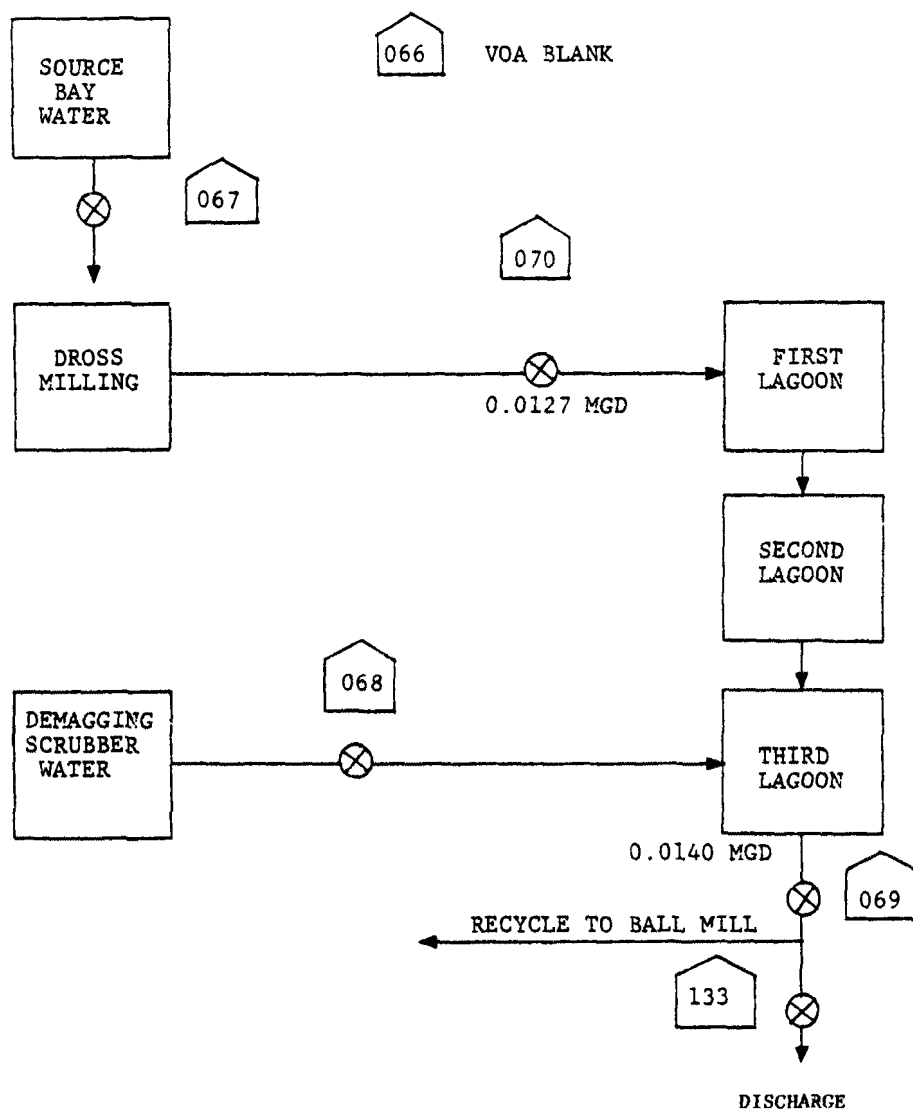 SOURCE
BAY
WATER
066
VOA BLANK
067
070
DROSS
MILLING
0.0127 MGD
FIRST
LAGOON
SECOND
LAGOON
068
DEMAGGING
SCRUBBER
WATER
THIRD
LAGOON
0.0140 MGD
069
RECYCLE TO BALL MILL
133
DISCHARGE